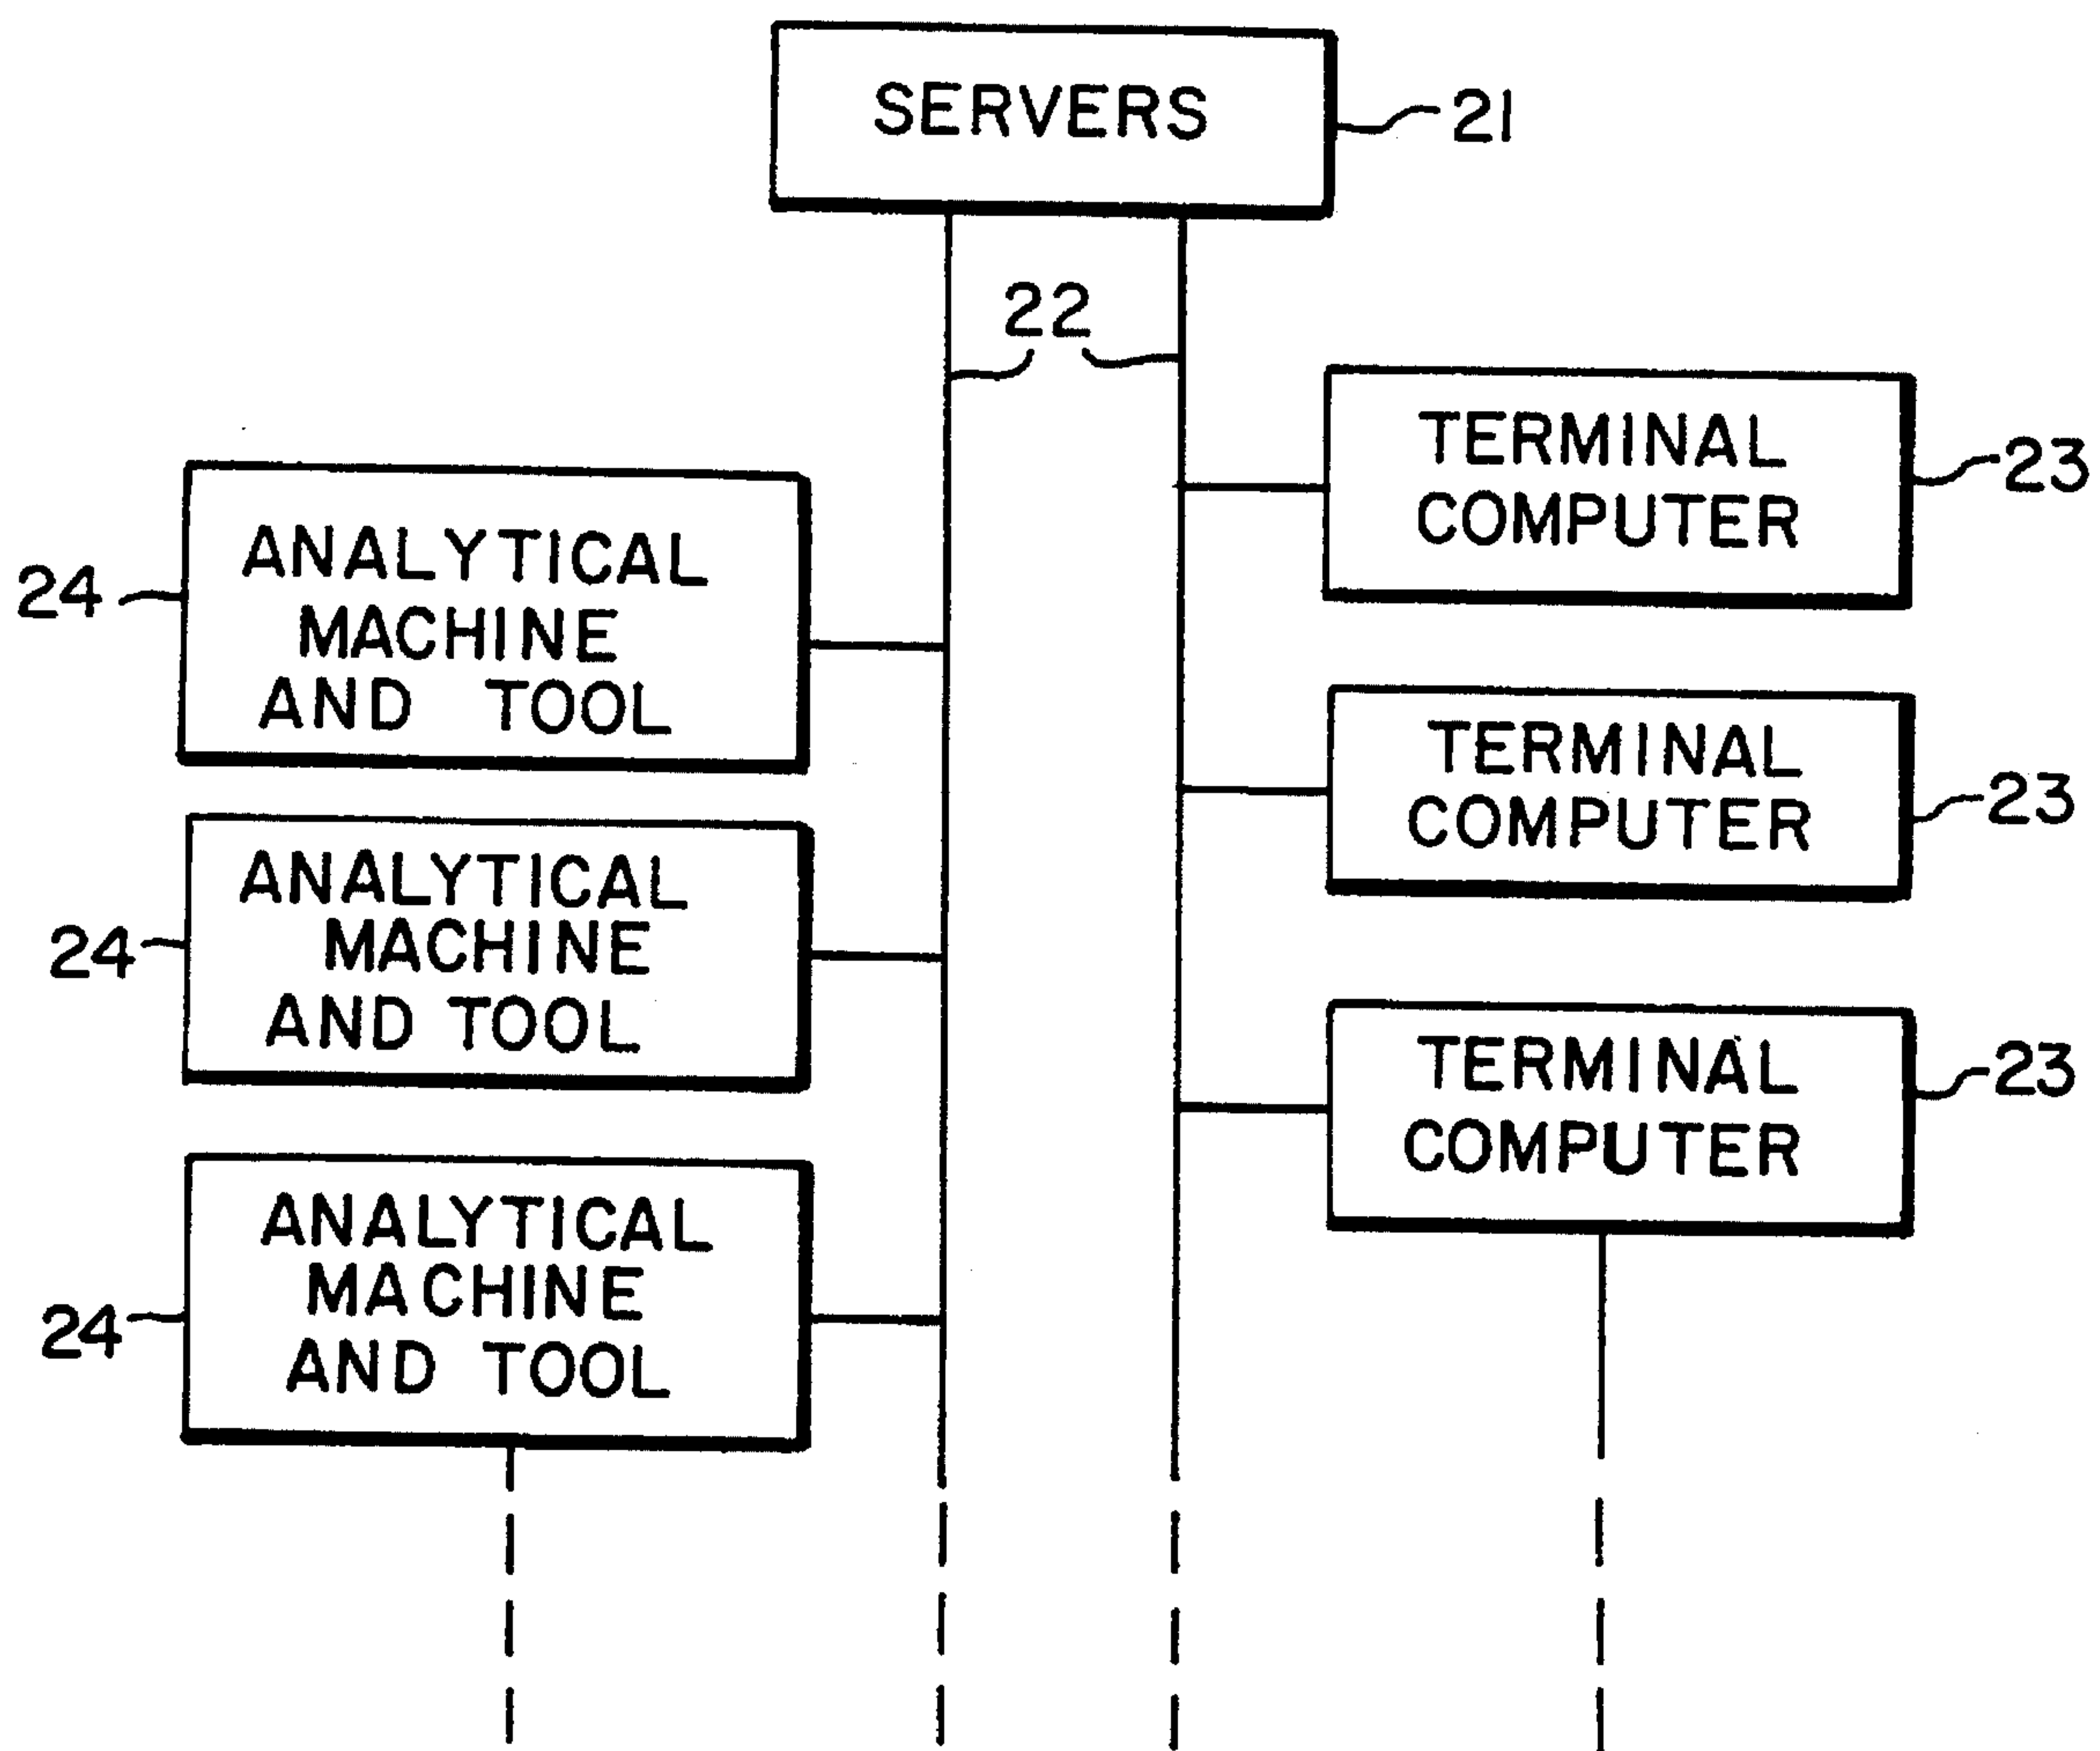 SERVERS
21
22
TERMINAL
COMPUTER
23
24
ANALYTICAL
MACHINE
AND TOOL
TERMINAL
COMPUTER
23
24
ANALYTICAL
MACHINE
AND TOOL
TERMINAL
COMPUTER
23
24
ANALYTICAL
MACHINE
AND TOOL